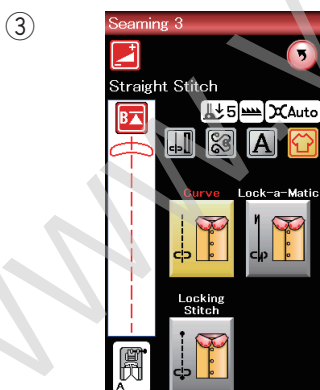 ③
Seaming 3
Straight Stitch
B
5
Auto
A
Curve
Lock-a-Matic
Locking
Stitch
A